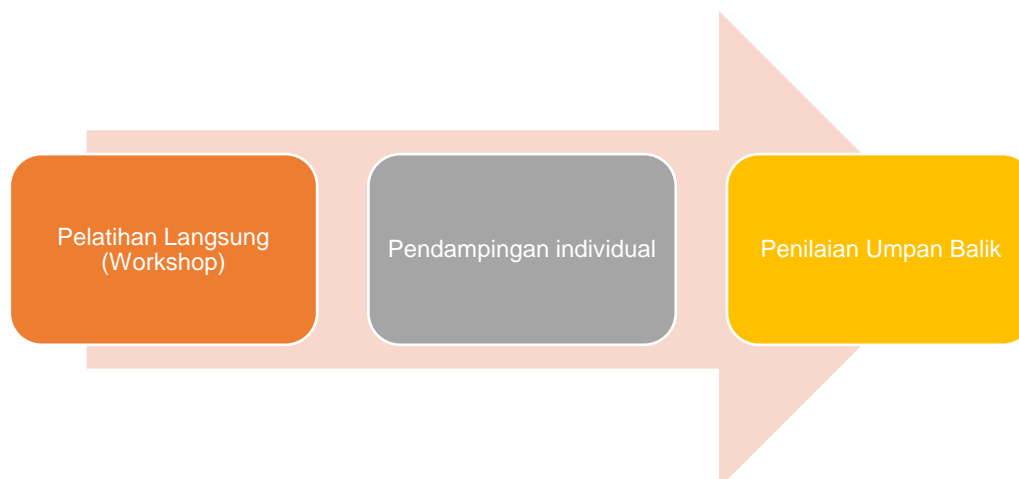 Pelatihan Langsung
(Workshop)
Pendampingan individual
Penilaian Umpan Balik